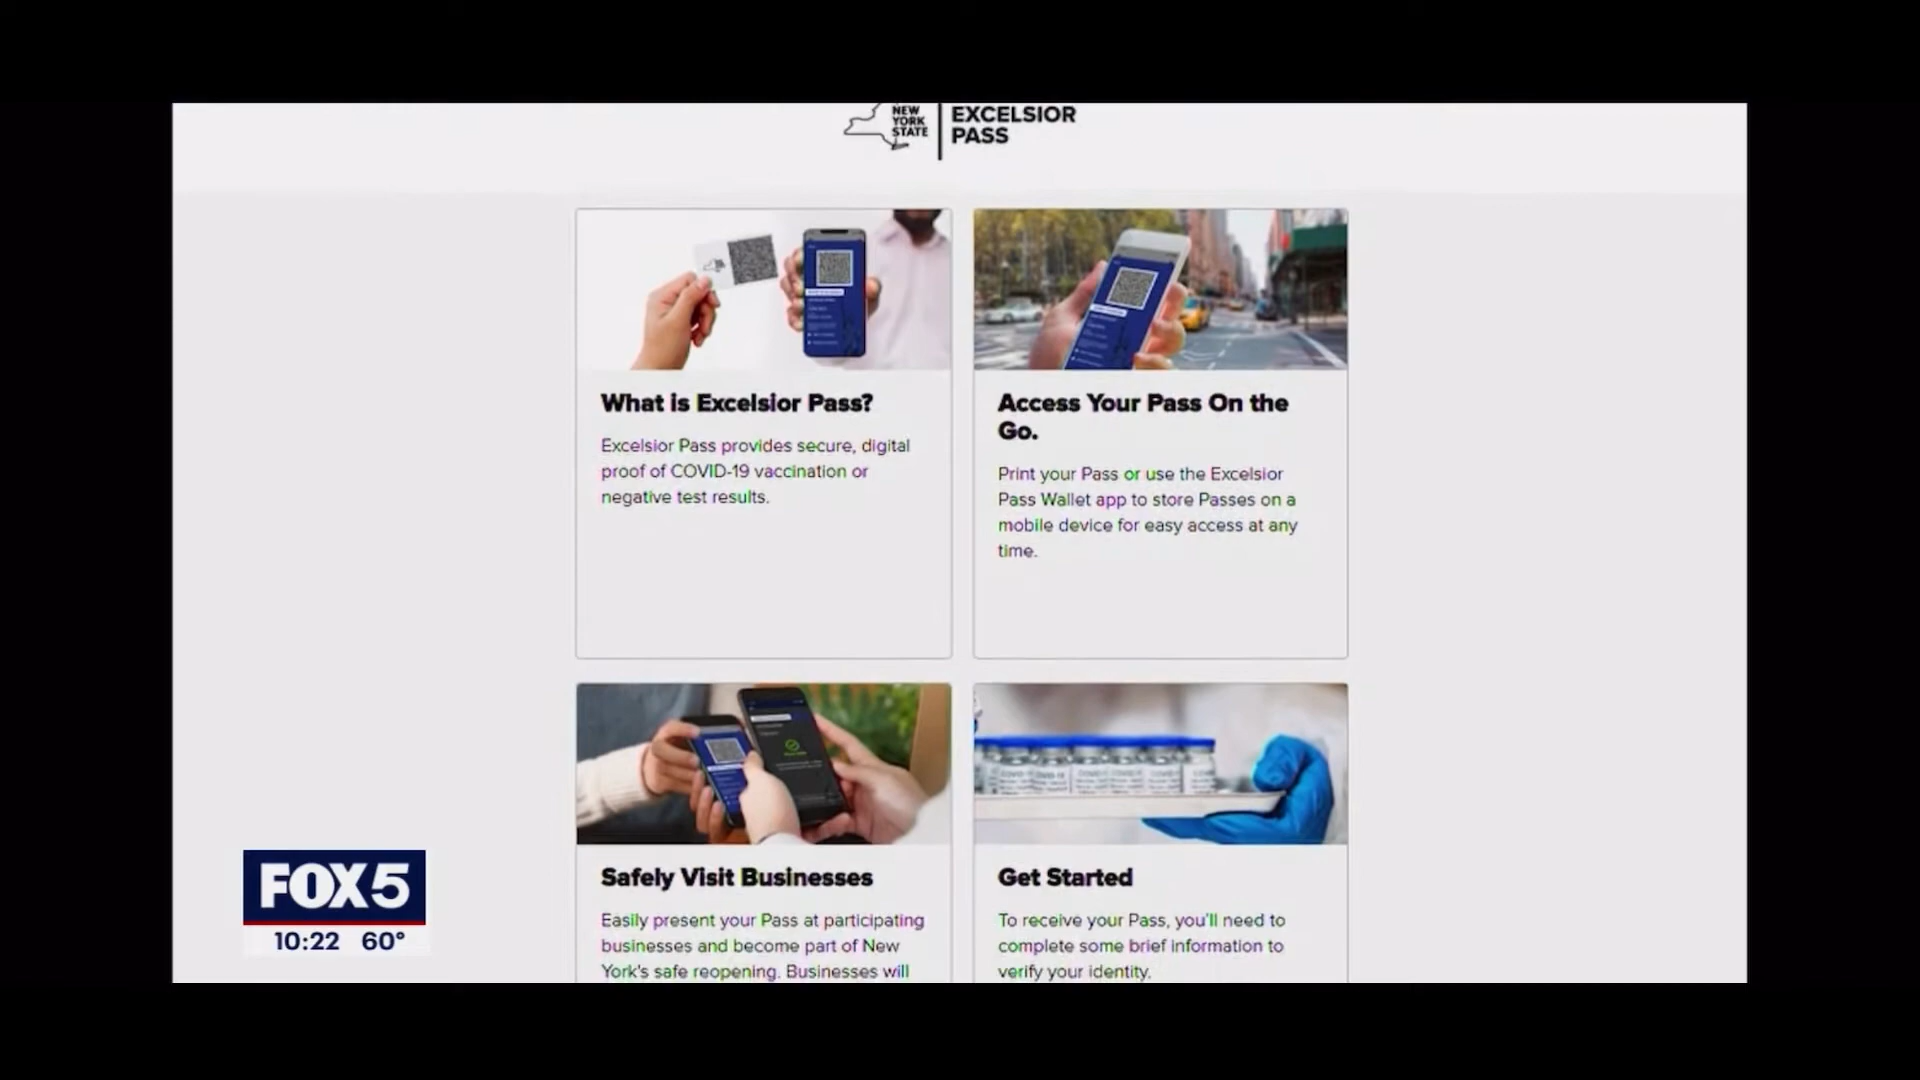 NEW
YORK
STATE
EXCELSIOR
PASS
What is Excelsior Pass?
Excelsior Pass provides secure, digital
proof of COVID-19 vaccination or
negative test results.
Access Your Pass On the
Go.
Print your Pass or use the Excelsior
Pass Wallet app to store Passes on a
mobile device for easy access at any
time.
Safely Visit Businesses
Easily present your Pass at participating
businesses and become part of New
York's safe reopening. Businesses will
Get Started
To receive your Pass, you'll need to
complete some brief information to
verify your identity.
FOX5
10:22 60°